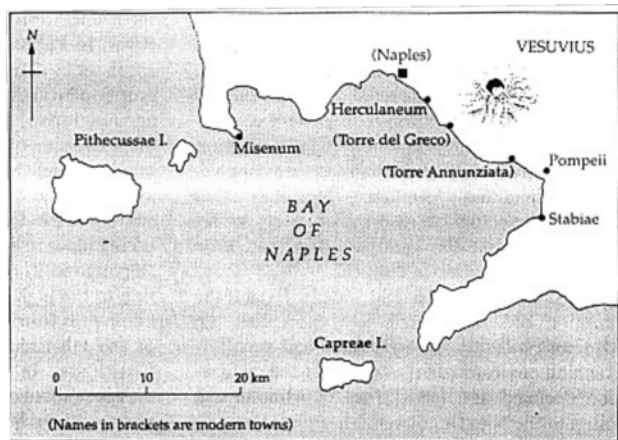 N
(Naples)
VESUVIUS
Herculaneum
Pithecussae I.
Misenum
(Torre del Greco)
Pompeii
(Torre Annunziata)
BAY
OF
NAPLES
Stabiae
Capreae I.
0 10 20 km
(Names in brackets are modern towns)